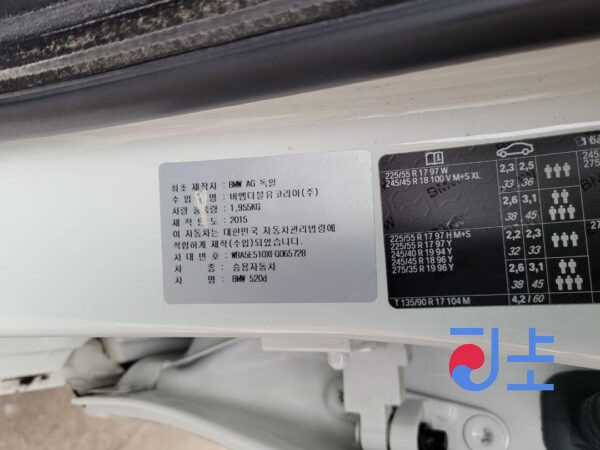 최초 제작사 : BMW AG 독일
수 입 사 명 : 비엠더블유코리아(주)
차량 총중량 : 1,955KG
제 작 년 도 : 2015
이 자동차는 대한민국 자동차관리법령에
적합하게 제작(수입)되었습니다.
차 대 번 호 : WBA5E510XFG065728
차 종 : 승용자동차
차 명 : BMW 520d
225/55 R 17 97 W
245/45 R 18 100 V M+S XL
2,3 2,5
33 36
2,6 3,1
38 45
225/55 R 17 97 H M+S
225/55 R 17 97 Y
245/40 R 19 94 Y
245/45 R 18 96 Y
275/35 R 19 96 Y
2,2 2,3
32 33
2,6 3,1
38 45
T 135/90 R 17 104 M
4,2 / 60